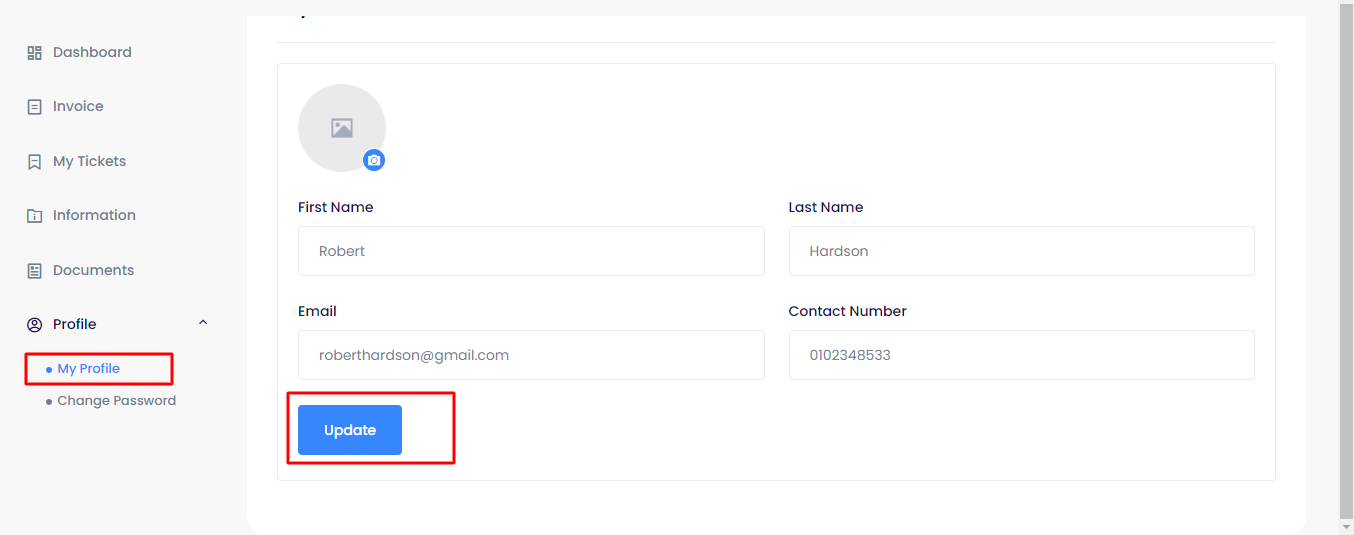 Dashboard
Invoice
My Tickets
Information
Documents
Profile
My Profile
Change Password
First Name
Last Name
Robert
Hardson
Email
Contact Number
roberthardson@gmail.com
0102348533
Update